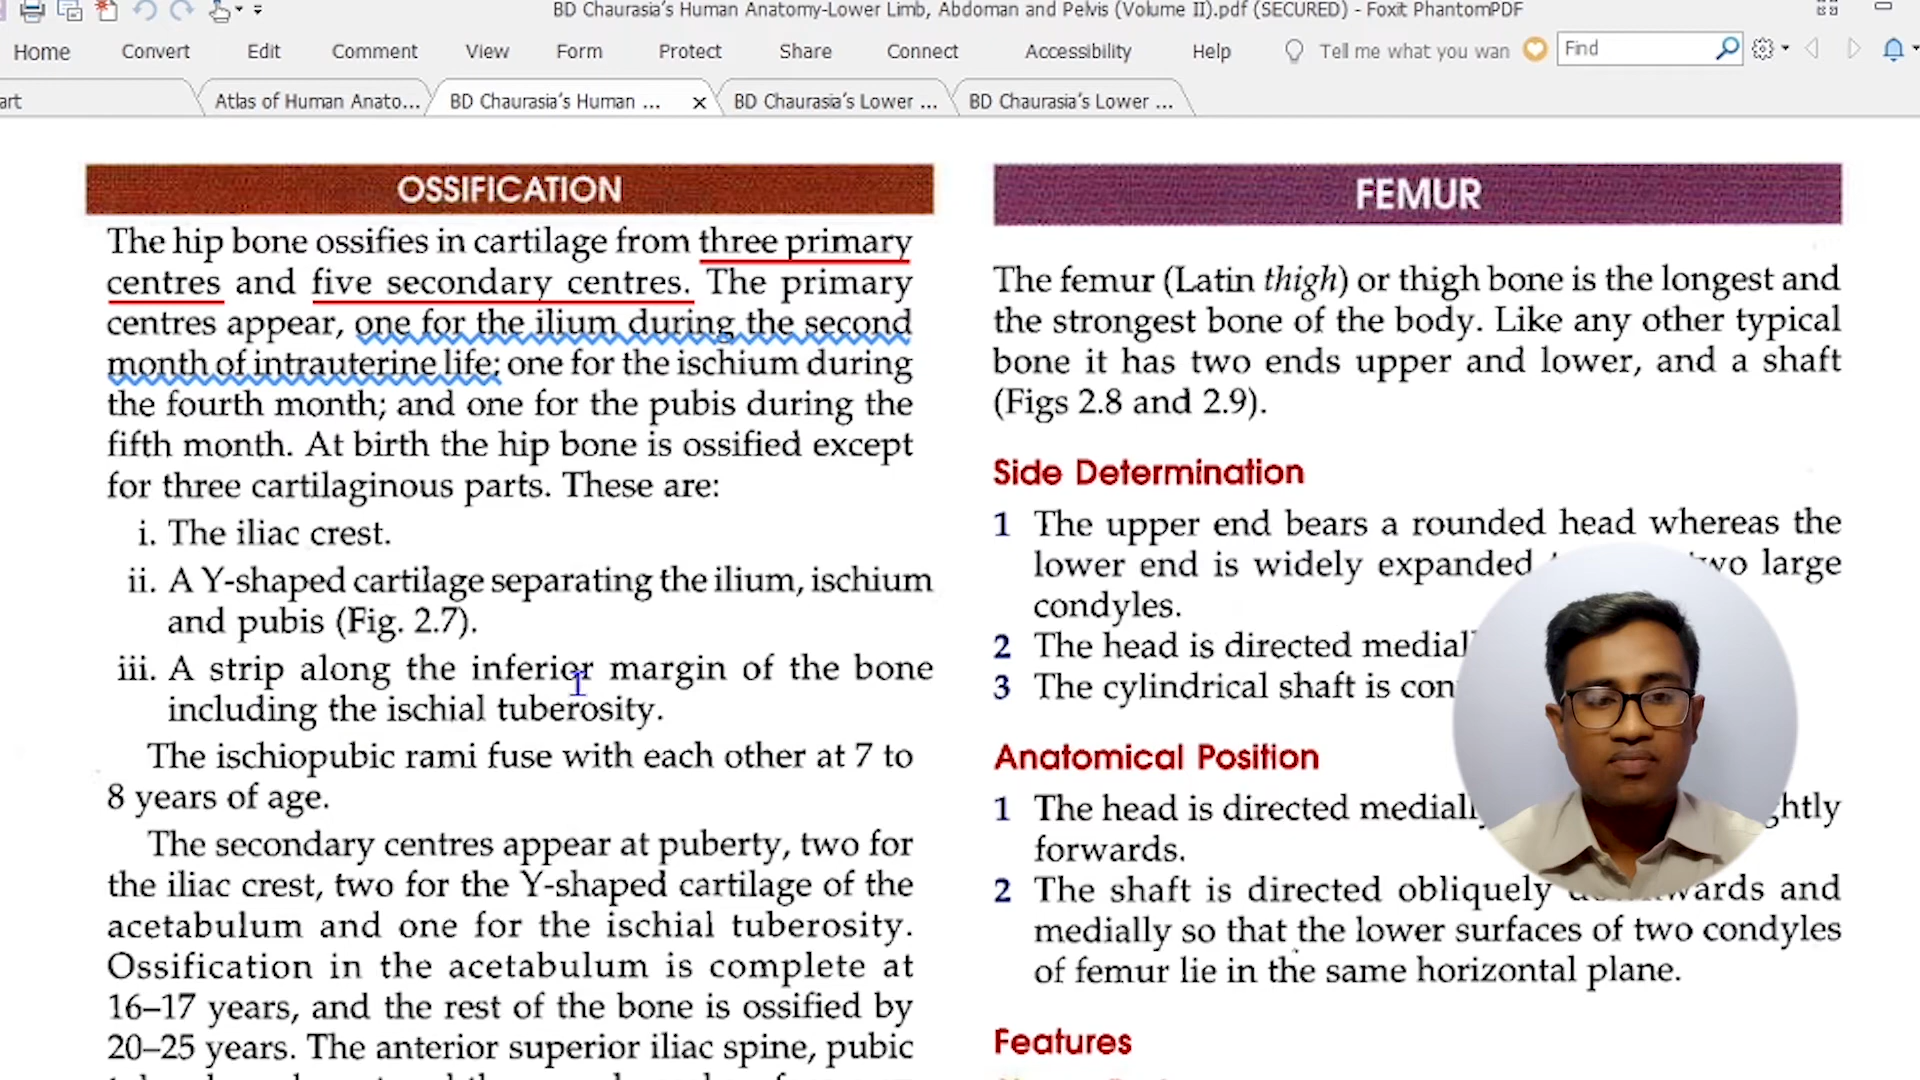 BD Chaurasia's Human Anatomy-Lower Limb, Abdoman and Pelvis (Volume II).pdf (SECURED) - Foxit PhantomPDF
Home Convert Edit Comment View Form Protect Share Connect Accessibility Help Tell me what you wan Find
art Atlas of Human Anato... BD Chaurasia's Human ... BD Chaurasia's Lower ... BD Chaurasia's Lower ...
OSSIFICATION
The hip bone ossifies in cartilage from three primary
centres and five secondary centres. The primary
centres appear, one for the ilium during the second
month of intrauterine life; one for the ischium during
the fourth month; and one for the pubis during the
fifth month. At birth the hip bone is ossified except
for three cartilaginous parts. These are:
i. The iliac crest.
ii. A Y-shaped cartilage separating the ilium, ischium
and pubis (Fig. 2.7).
iii. A strip along the inferior margin of the bone
including the ischial tuberosity.
The ischiopubic rami fuse with each other at 7 to
8 years of age.
The secondary centres appear at puberty, two for
the iliac crest, two for the Y-shaped cartilage of the
acetabulum and one for the ischial tuberosity.
Ossification in the acetabulum is complete at
16–17 years, and the rest of the bone is ossified by
20–25 years. The anterior superior iliac spine, pubic
FEMUR
The femur (Latin thigh) or thigh bone is the longest and
the strongest bone of the body. Like any other typical
bone it has two ends upper and lower, and a shaft
(Figs 2.8 and 2.9).
Side Determination
1 The upper end bears a rounded head whereas the
lower end is widely expanded two large
condyles.
2 The head is directed medial
3 The cylindrical shaft is con
Anatomical Position
1 The head is directed medially ghtly
forwards.
2 The shaft is directed obliquely downwards and
medially so that the lower surfaces of two condyles
of femur lie in the same horizontal plane.
Features